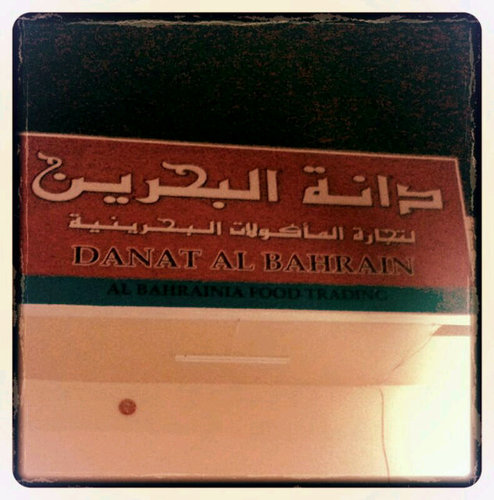 دانة البحرين
لتجارة المأكولات البحرينية
DANAT AL BAHRAIN
AL BAHRAINIA FOOD TRADING